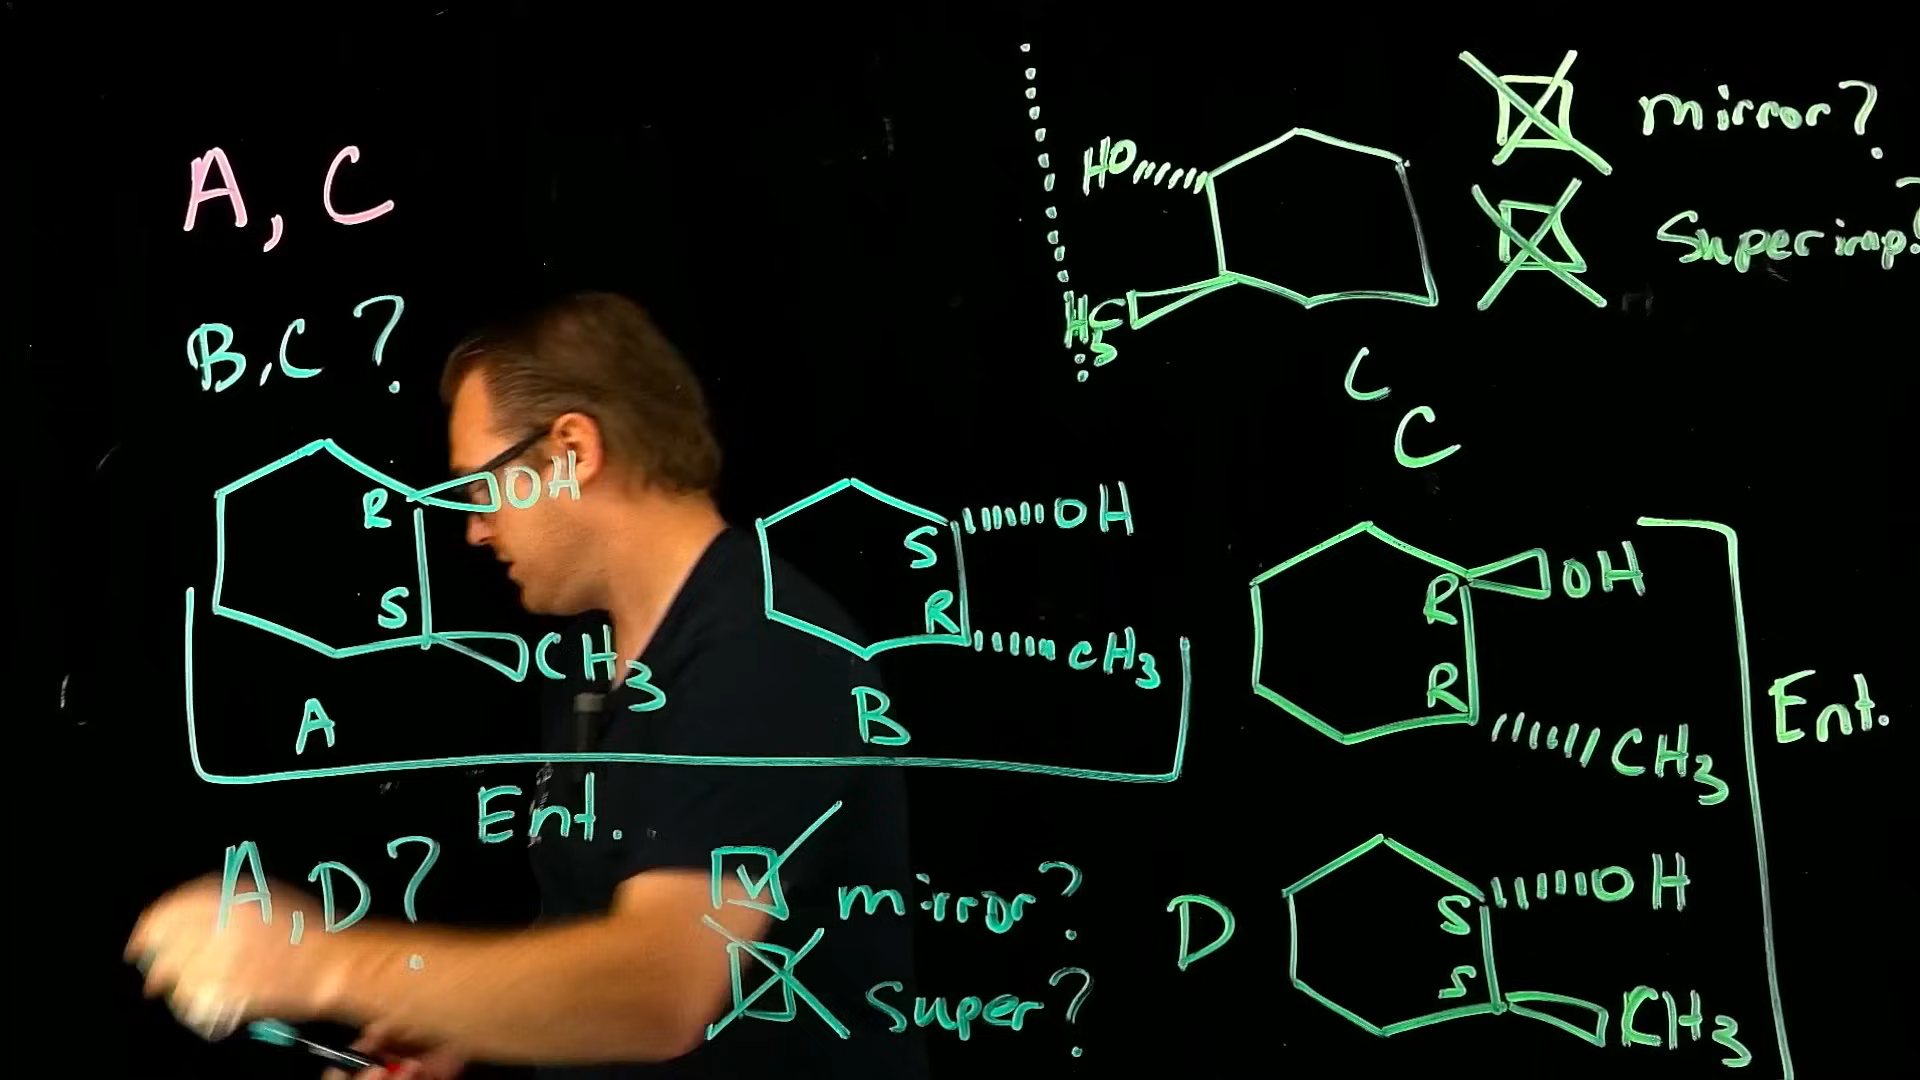 A, C
B, C ?
R
OH
S
CH3
A
S
OH
R
CH3
B
Ent.
A, D ?
mirror?
super?
HO
H3C
C
mirror?
Superimp?
C
R
OH
R
CH3
Ent.
D
S
OH
S
CH3